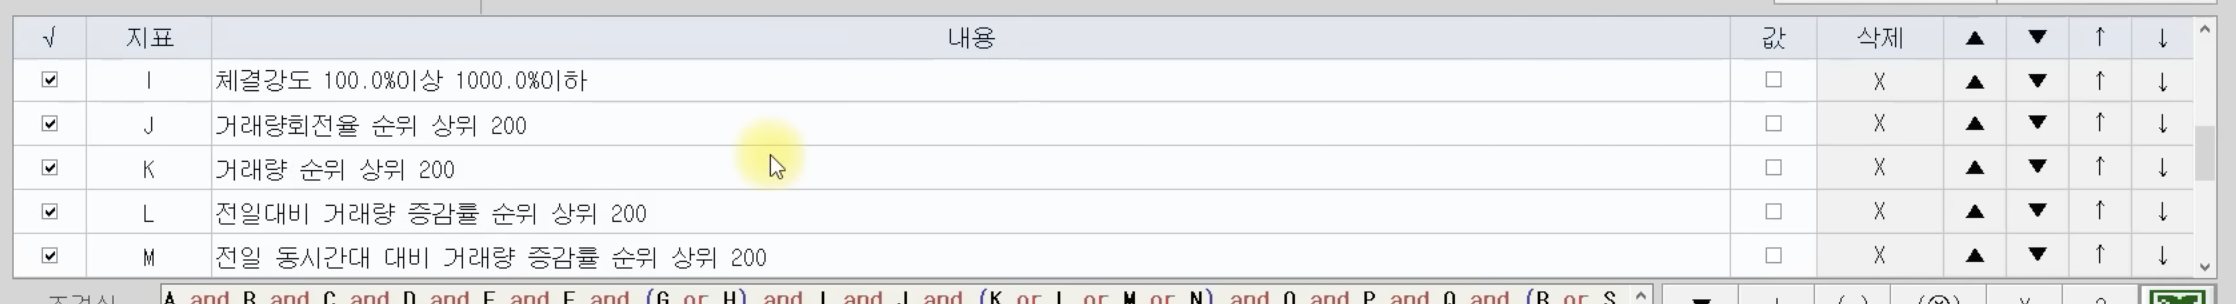 √ 지표 내용 값 삭제 ▲ ▼ ↑ ↓
I 체결강도 100.0%이상 1000.0%이하 X ▲ ▼ ↑ ↓
J 거래량회전율 순위 상위 200 X ▲ ▼ ↑ ↓
K 거래량 순위 상위 200 X ▲ ▼ ↑ ↓
L 전일대비 거래량 증감률 순위 상위 200 X ▲ ▼ ↑ ↓
M 전일 동시간대 대비 거래량 증감률 순위 상위 200 X ▲ ▼ ↑ ↓
조건식 A and B and C and D and E and F and (G or H) and I and J and (K or L or M or N) and O and P and Q and (R or S